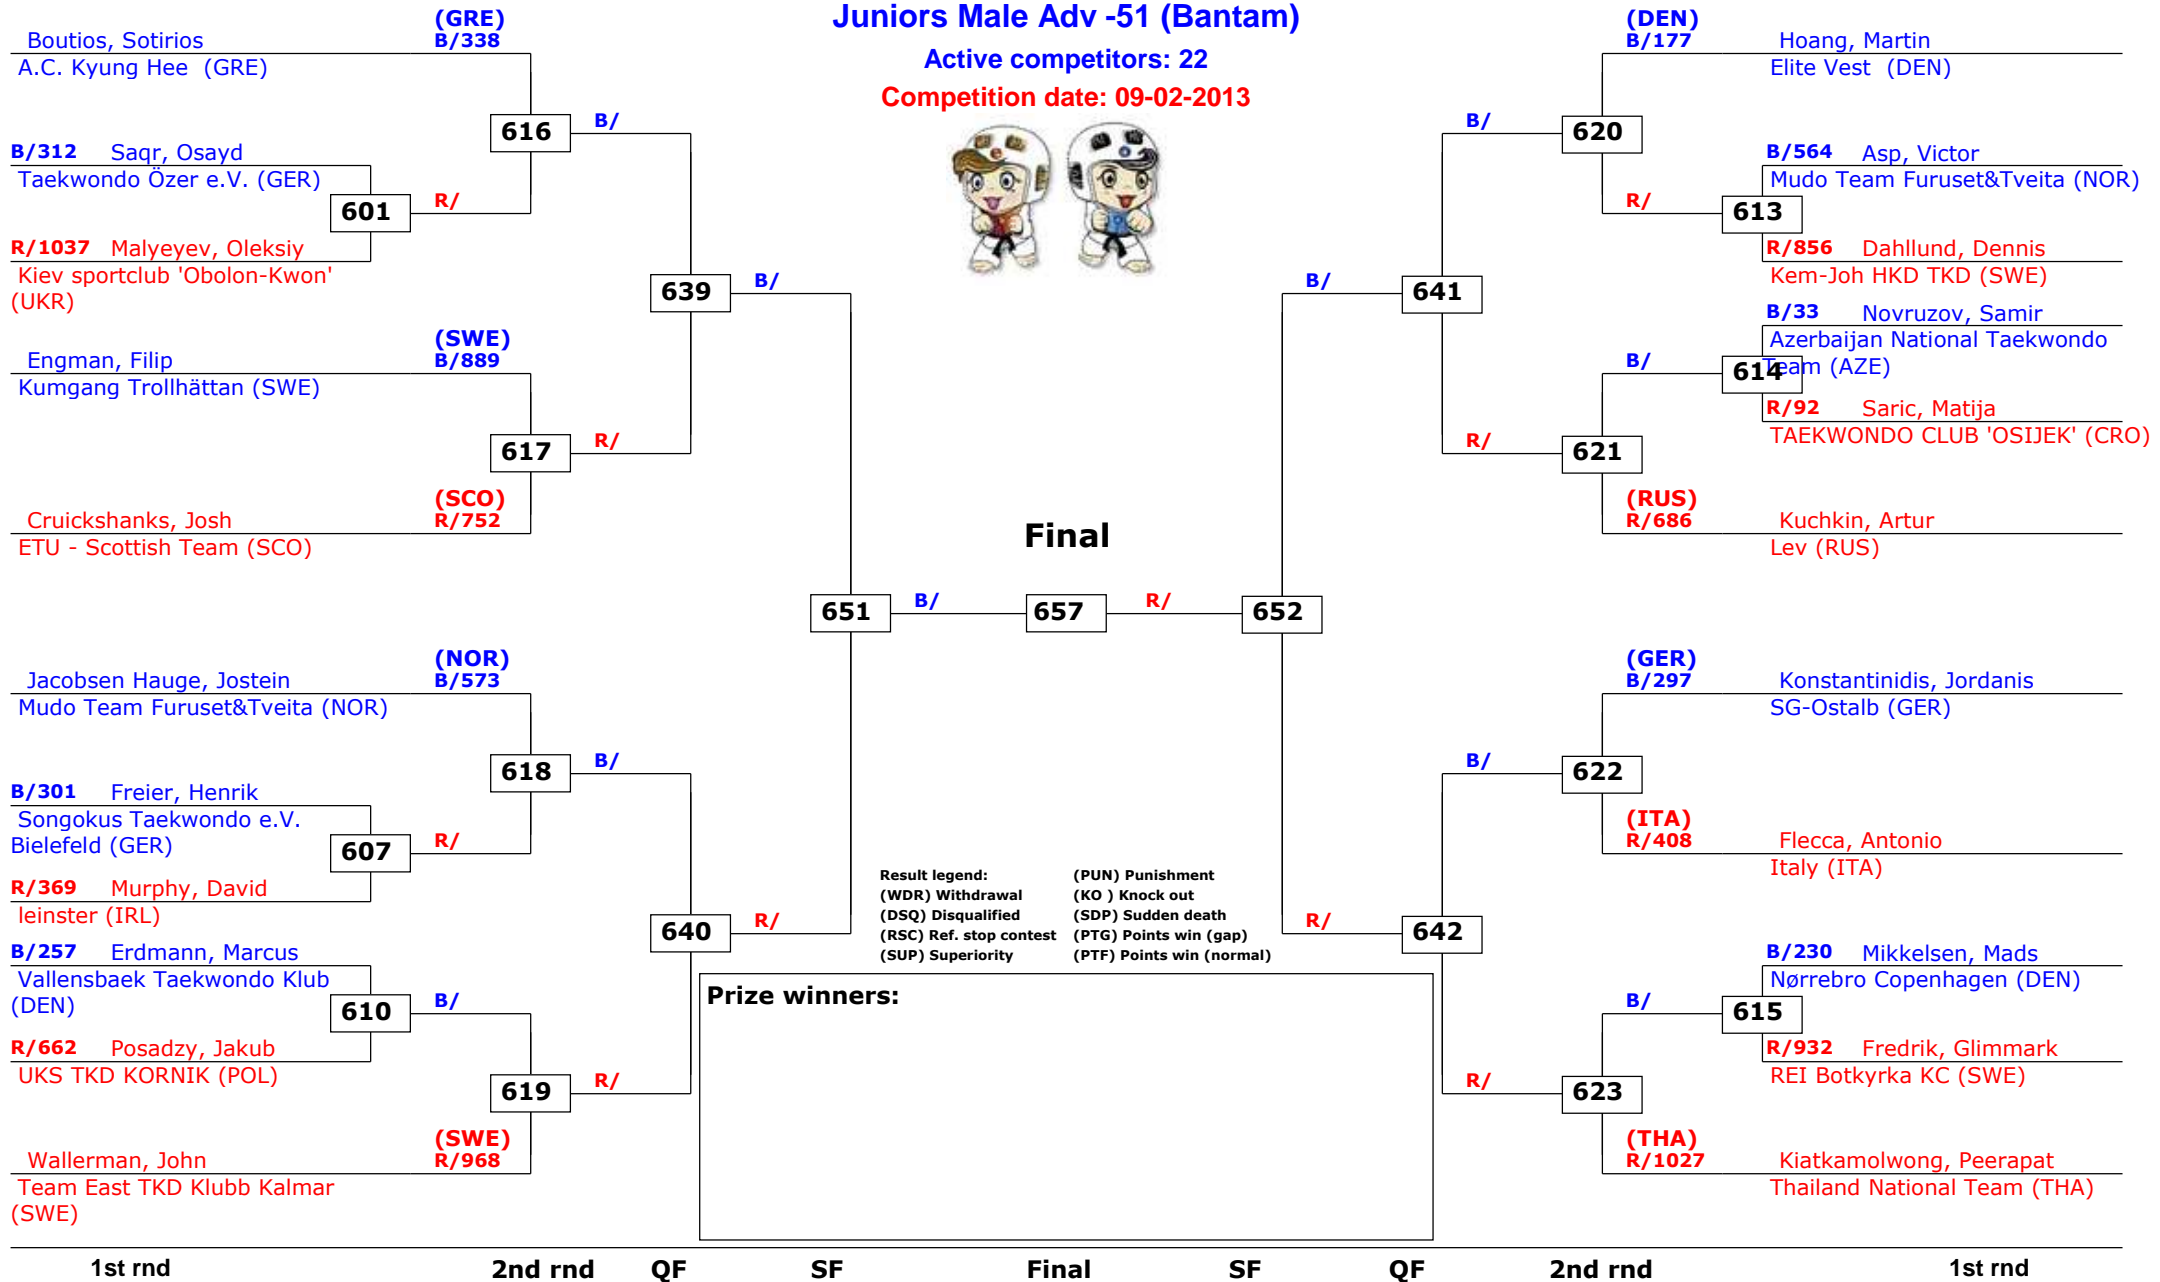 Juniors Male Adv -51 (Bantam)
Active competitors: 22
Competition date: 09-02-2013
(GRE)
Boutios, Sotirios B/338
A.C. Kyung Hee (GRE)
616
B/
B/312 Saqr, Osayd
Taekwondo Özer e.V. (GER)
601
R/
R/1037 Malyeyev, Oleksiy
Kiev sportclub 'Obolon-Kwon'
(UKR)
639
B/
(SWE)
Engman, Filip B/889
Kumgang Trollhättan (SWE)
617
R/
(SCO)
Cruickshanks, Josh R/752
ETU - Scottish Team (SCO)
651
B/
(NOR)
Jacobsen Hauge, Jostein B/573
Mudo Team Furuset&Tveita (NOR)
618
B/
B/301 Freier, Henrik
Songokus Taekwondo e.V.
Bielefeld (GER)
607
R/
R/369 Murphy, David
leinster (IRL)
640
R/
B/257 Erdmann, Marcus
Vallensbaek Taekwondo Klub
(DEN)
610
B/
R/662 Posadzy, Jakub
UKS TKD KORNIK (POL)
619
R/
(SWE)
Wallerman, John R/968
Team East TKD Klubb Kalmar
(SWE)
Final
657
R/
652
(DEN)
B/177 Hoang, Martin
Elite Vest (DEN)
B/
620
B/564 Asp, Victor
Mudo Team Furuset&Tveita (NOR)
R/
613
R/856 Dahllund, Dennis
Kem-Joh HKD TKD (SWE)
B/
641
B/33 Novruzov, Samir
Azerbaijan National Taekwondo
Team (AZE)
B/
614
R/92 Saric, Matija
TAEKWONDO CLUB 'OSIJEK' (CRO)
R/
621
(RUS)
R/686 Kuchkin, Artur
Lev (RUS)
(GER)
B/297 Konstantinidis, Jordanis
SG-Ostalb (GER)
B/
622
(ITA)
R/408 Flecca, Antonio
Italy (ITA)
R/
642
B/230 Mikkelsen, Mads
Nørrebro Copenhagen (DEN)
B/
615
R/932 Fredrik, Glimmark
REI Botkyrka KC (SWE)
R/
623
(THA)
R/1027 Kiatkamolwong, Peerapat
Thailand National Team (THA)
Result legend: (PUN) Punishment
(WDR) Withdrawal (KO ) Knock out
(DSQ) Disqualified (SDP) Sudden death
(RSC) Ref. stop contest (PTG) Points win (gap)
(SUP) Superiority (PTF) Points win (normal)
Prize winners:
1st rnd 2nd rnd QF SF Final SF QF 2nd rnd 1st rnd